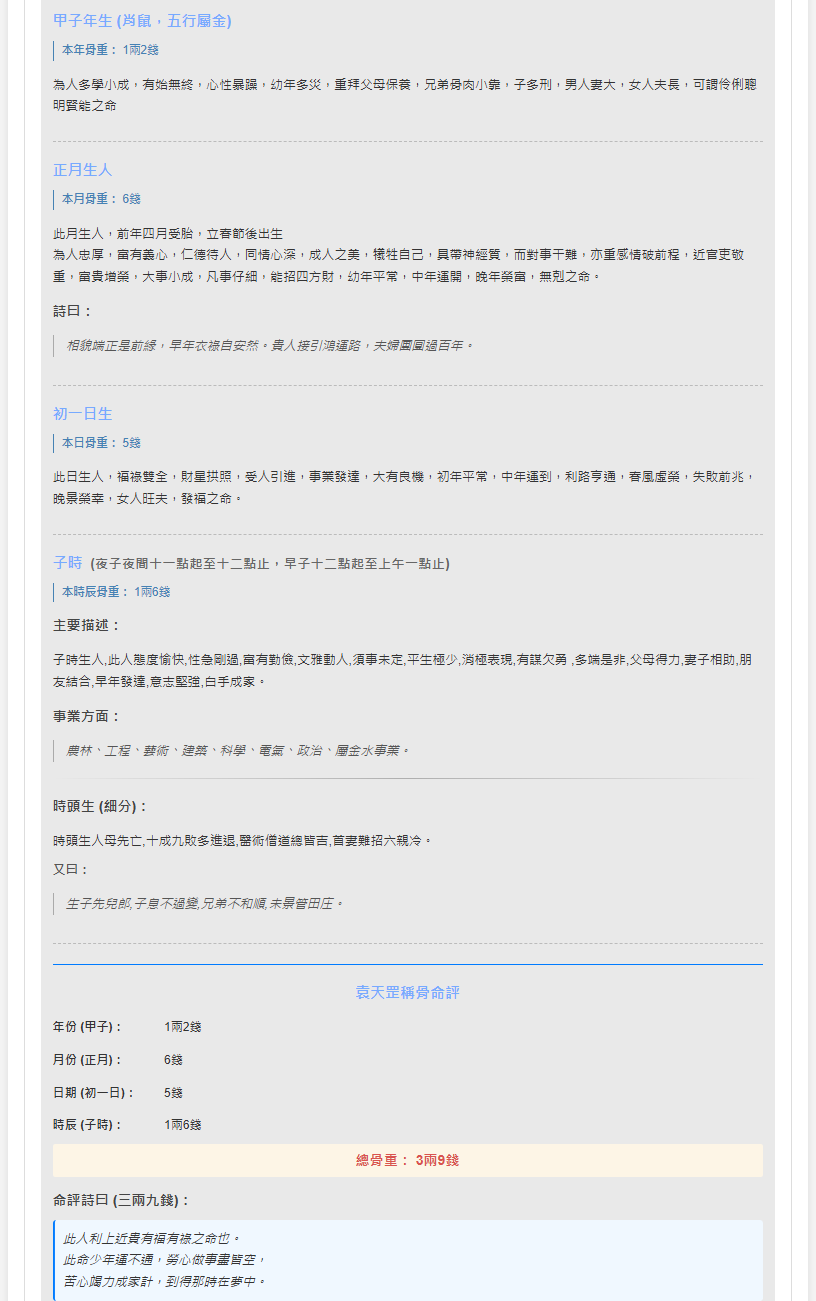 甲子年生 (肖鼠，五行屬金)
本年骨重： 1兩2錢
為人多學小成，有始無終，心性暴躁，幼年多災，重拜父母保養，兄弟骨肉小靠，子多刑，男人妻大，女人夫長，可謂伶俐聰
明賢能之命
正月生人
本月骨重： 6錢
此月生人，前年四月受胎，立春節後出生
為人忠厚，富有義心，仁德待人，同情心深，成人之美，犧牲自己，具帶神經質，而對事干難，亦重感情破前程，近官吏敬
重，富貴增榮，大事小成，凡事仔細，能招四方財，幼年平常，中年運開，晚年榮富，無剋之命。
詩曰：
相貌端正是前緣，早年衣祿自安然。貴人接引鴻運路，夫婦團圓過百年。
初一日生
本日骨重： 5錢
此日生人，福祿雙全，財星拱照，受人引進，事業發達，大有良機，初年平常，中年運到，利路亨通，春風虛榮，失敗前兆，
晚景榮幸，女人旺夫，發福之命。
子時 (夜子夜間十一點起至十二點止，早子十二點起至上午一點止)
本時辰骨重： 1兩6錢
主要描述：
子時生人,此人態度愉快,性急剛過,富有勤儉,文雅動人,須事未定,平生極少,消極表現,有謀欠勇 ,多端是非,父母得力,妻子相助,朋
友結合,早年發達,意志堅強,白手成家。
事業方面：
農林、工程、藝術、建築、科學、電氣、政治、屬金水事業。
時頭生 (細分)：
時頭生人母先亡,十成九敗多進退,醫術僧道總皆吉,首妻難招六親冷。
又曰：
生子先兒郎,子息不過雙,兄弟不和順,未景管田庄。
袁天罡稱骨命評
年份 (甲子)： 1兩2錢
月份 (正月)： 6錢
日期 (初一日)： 5錢
時辰 (子時)： 1兩6錢
總骨重： 3兩9錢
命評詩曰 (三兩九錢)：
此人利上近貴有福有祿之命也。
此命少年運不通，勞心做事盡皆空，
苦心竭力成家計，到得那時在夢中。